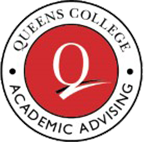 QUEENS COLLEGE
Q
• ACADEMIC ADVISING •